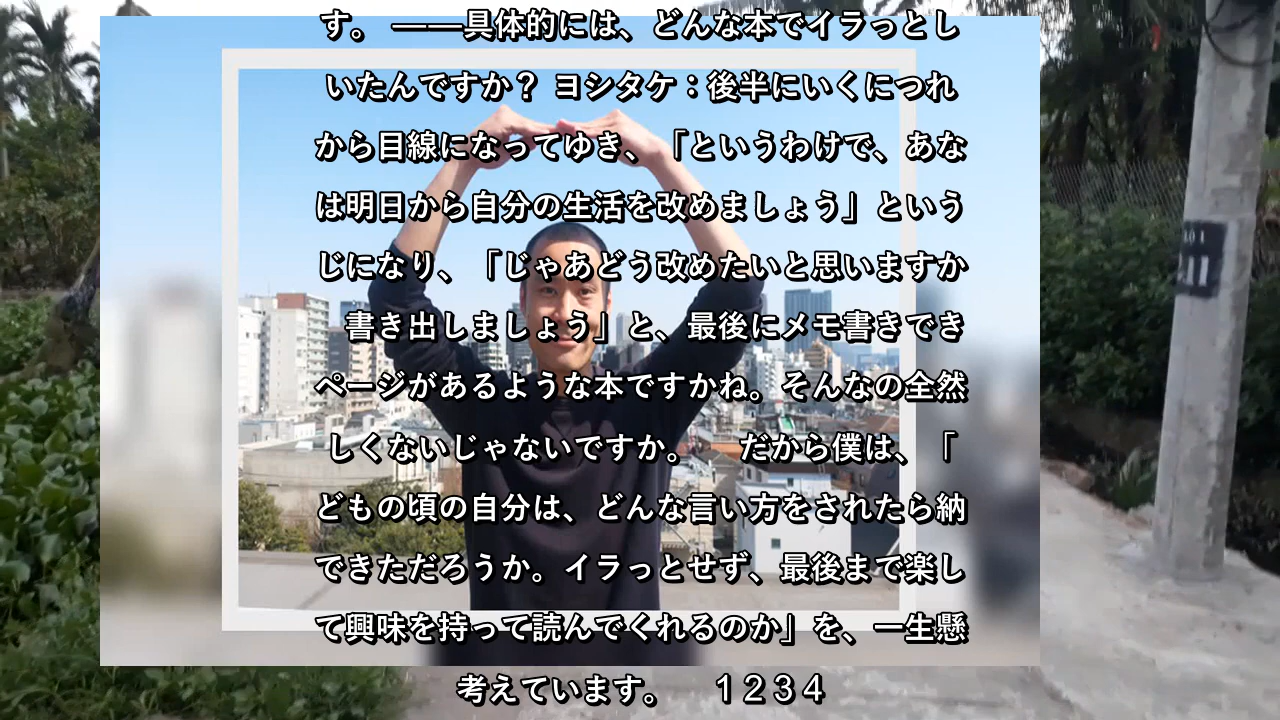 す。 ――具体的には、どんな本でイラっとし
いたんですか？ ヨシタケ：後半にいくにつれ
から目線になってゆき、「というわけで、あな
は明日から自分の生活を改めましょう」という
じになり、「じゃあどう改めたいと思いますか
書き出しましょう」と、最後にメモ書きでき
ページがあるような本ですかね。そんなの全然
しくないじゃないですか。　　だから僕は、「
どもの頃の自分は、どんな言い方をされたら納
できただろうか。イラっとせず、最後まで楽し
て興味を持って読んでくれるのか」を、一生懸
考えています。　　１２３４